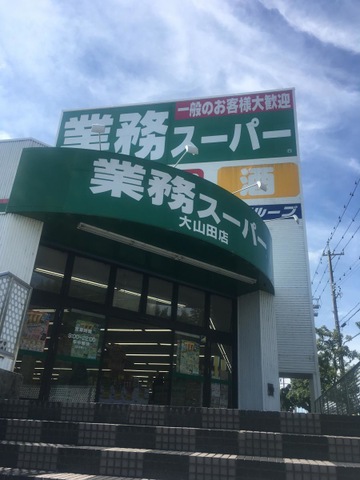 一般のお客様大歓迎
業務スーパー
酒
業務スーパー
大山田店